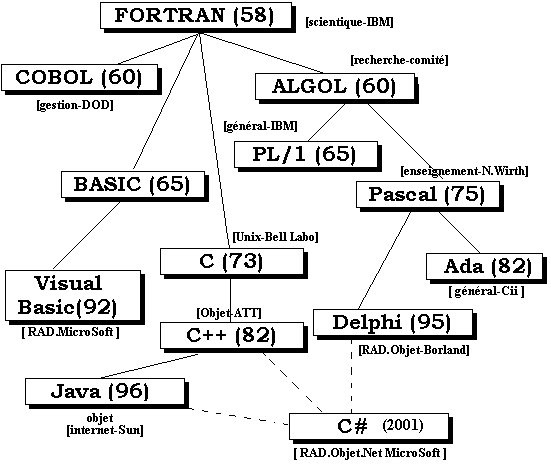 FORTRAN (58)
[scientique-IBM]
COBOL (60)
[gestion-DOD]
[recherche-comité]
ALGOL (60)
[général-IBM]
PL/1 (65)
BASIC (65)
[enseignement-N.Wirth]
Pascal (75)
[Unix-Bell Labo]
C (73)
Ada (82)
[ général-Cii ]
Visual
Basic(92)
[ RAD.MicroSoft ]
[Objet-ATT]
C++ (82)
Delphi (95)
[RAD.Objet-Borland]
Java (96)
objet
[internet-Sun]
C# (2001)
[ RAD.Objet.Net MicroSoft ]